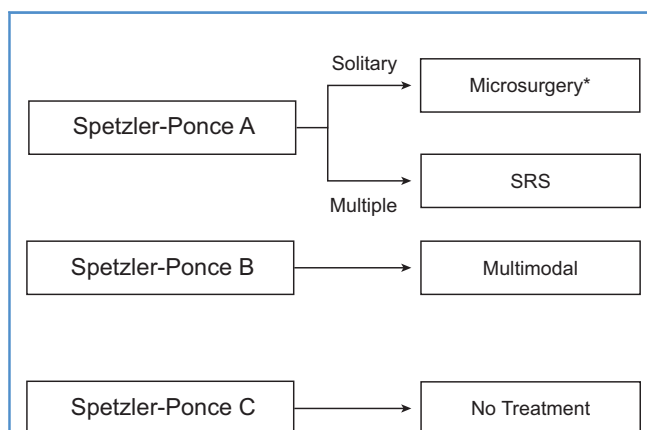 Solitary
Microsurgery*
Spetzler-Ponce A
SRS
Multiple
Spetzler-Ponce B
Multimodal
Spetzler-Ponce C
No Treatment